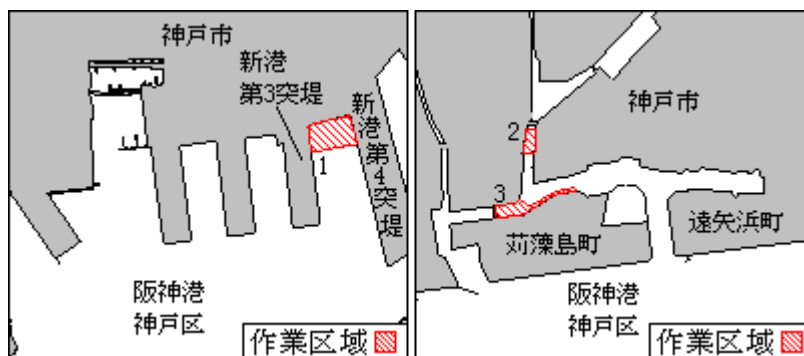 神戸市
新港
第3突堤
新港第4突堤
1
阪神港
神戸区
作業区域
神戸市
2
3
苅藻島町
遠矢浜町
阪神港
神戸区
作業区域